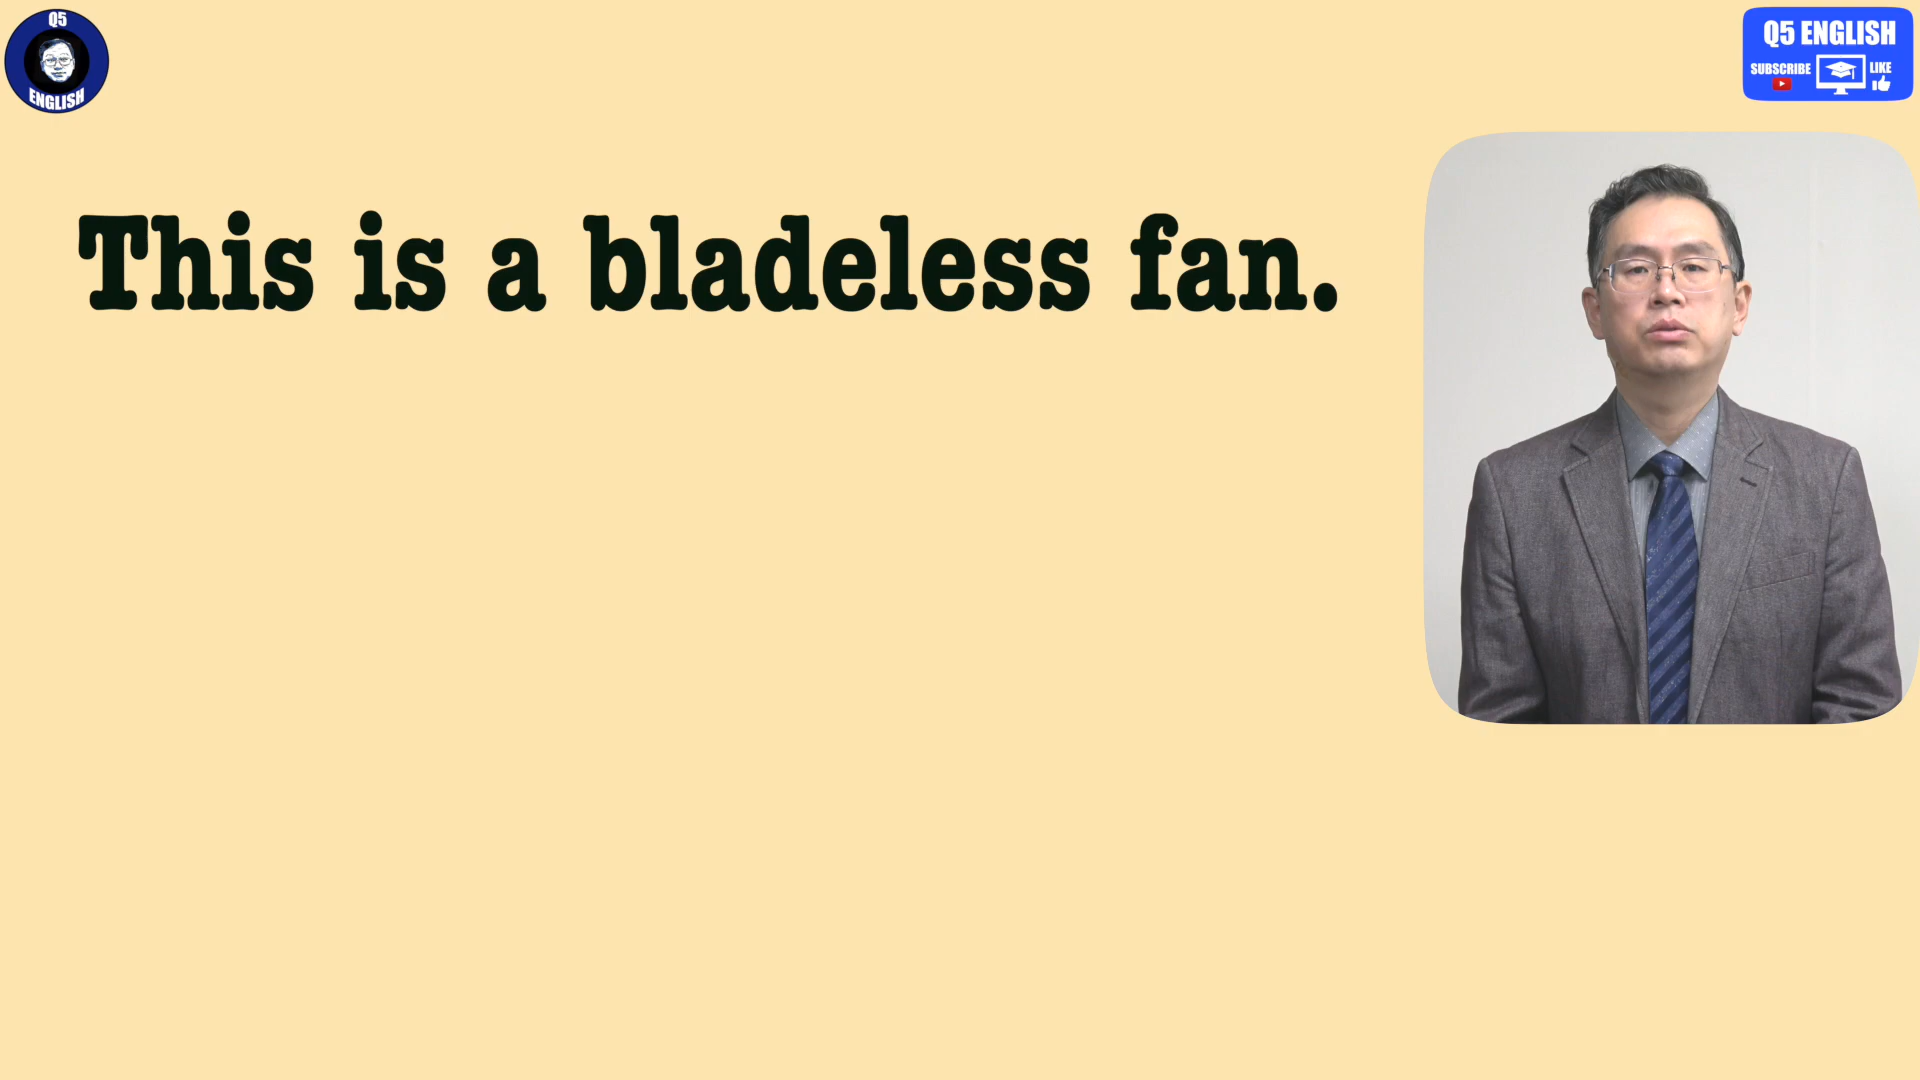 Q5
ENGLISH
Q5 ENGLISH
SUBSCRIBE
LIKE
This is a bladeless fan.